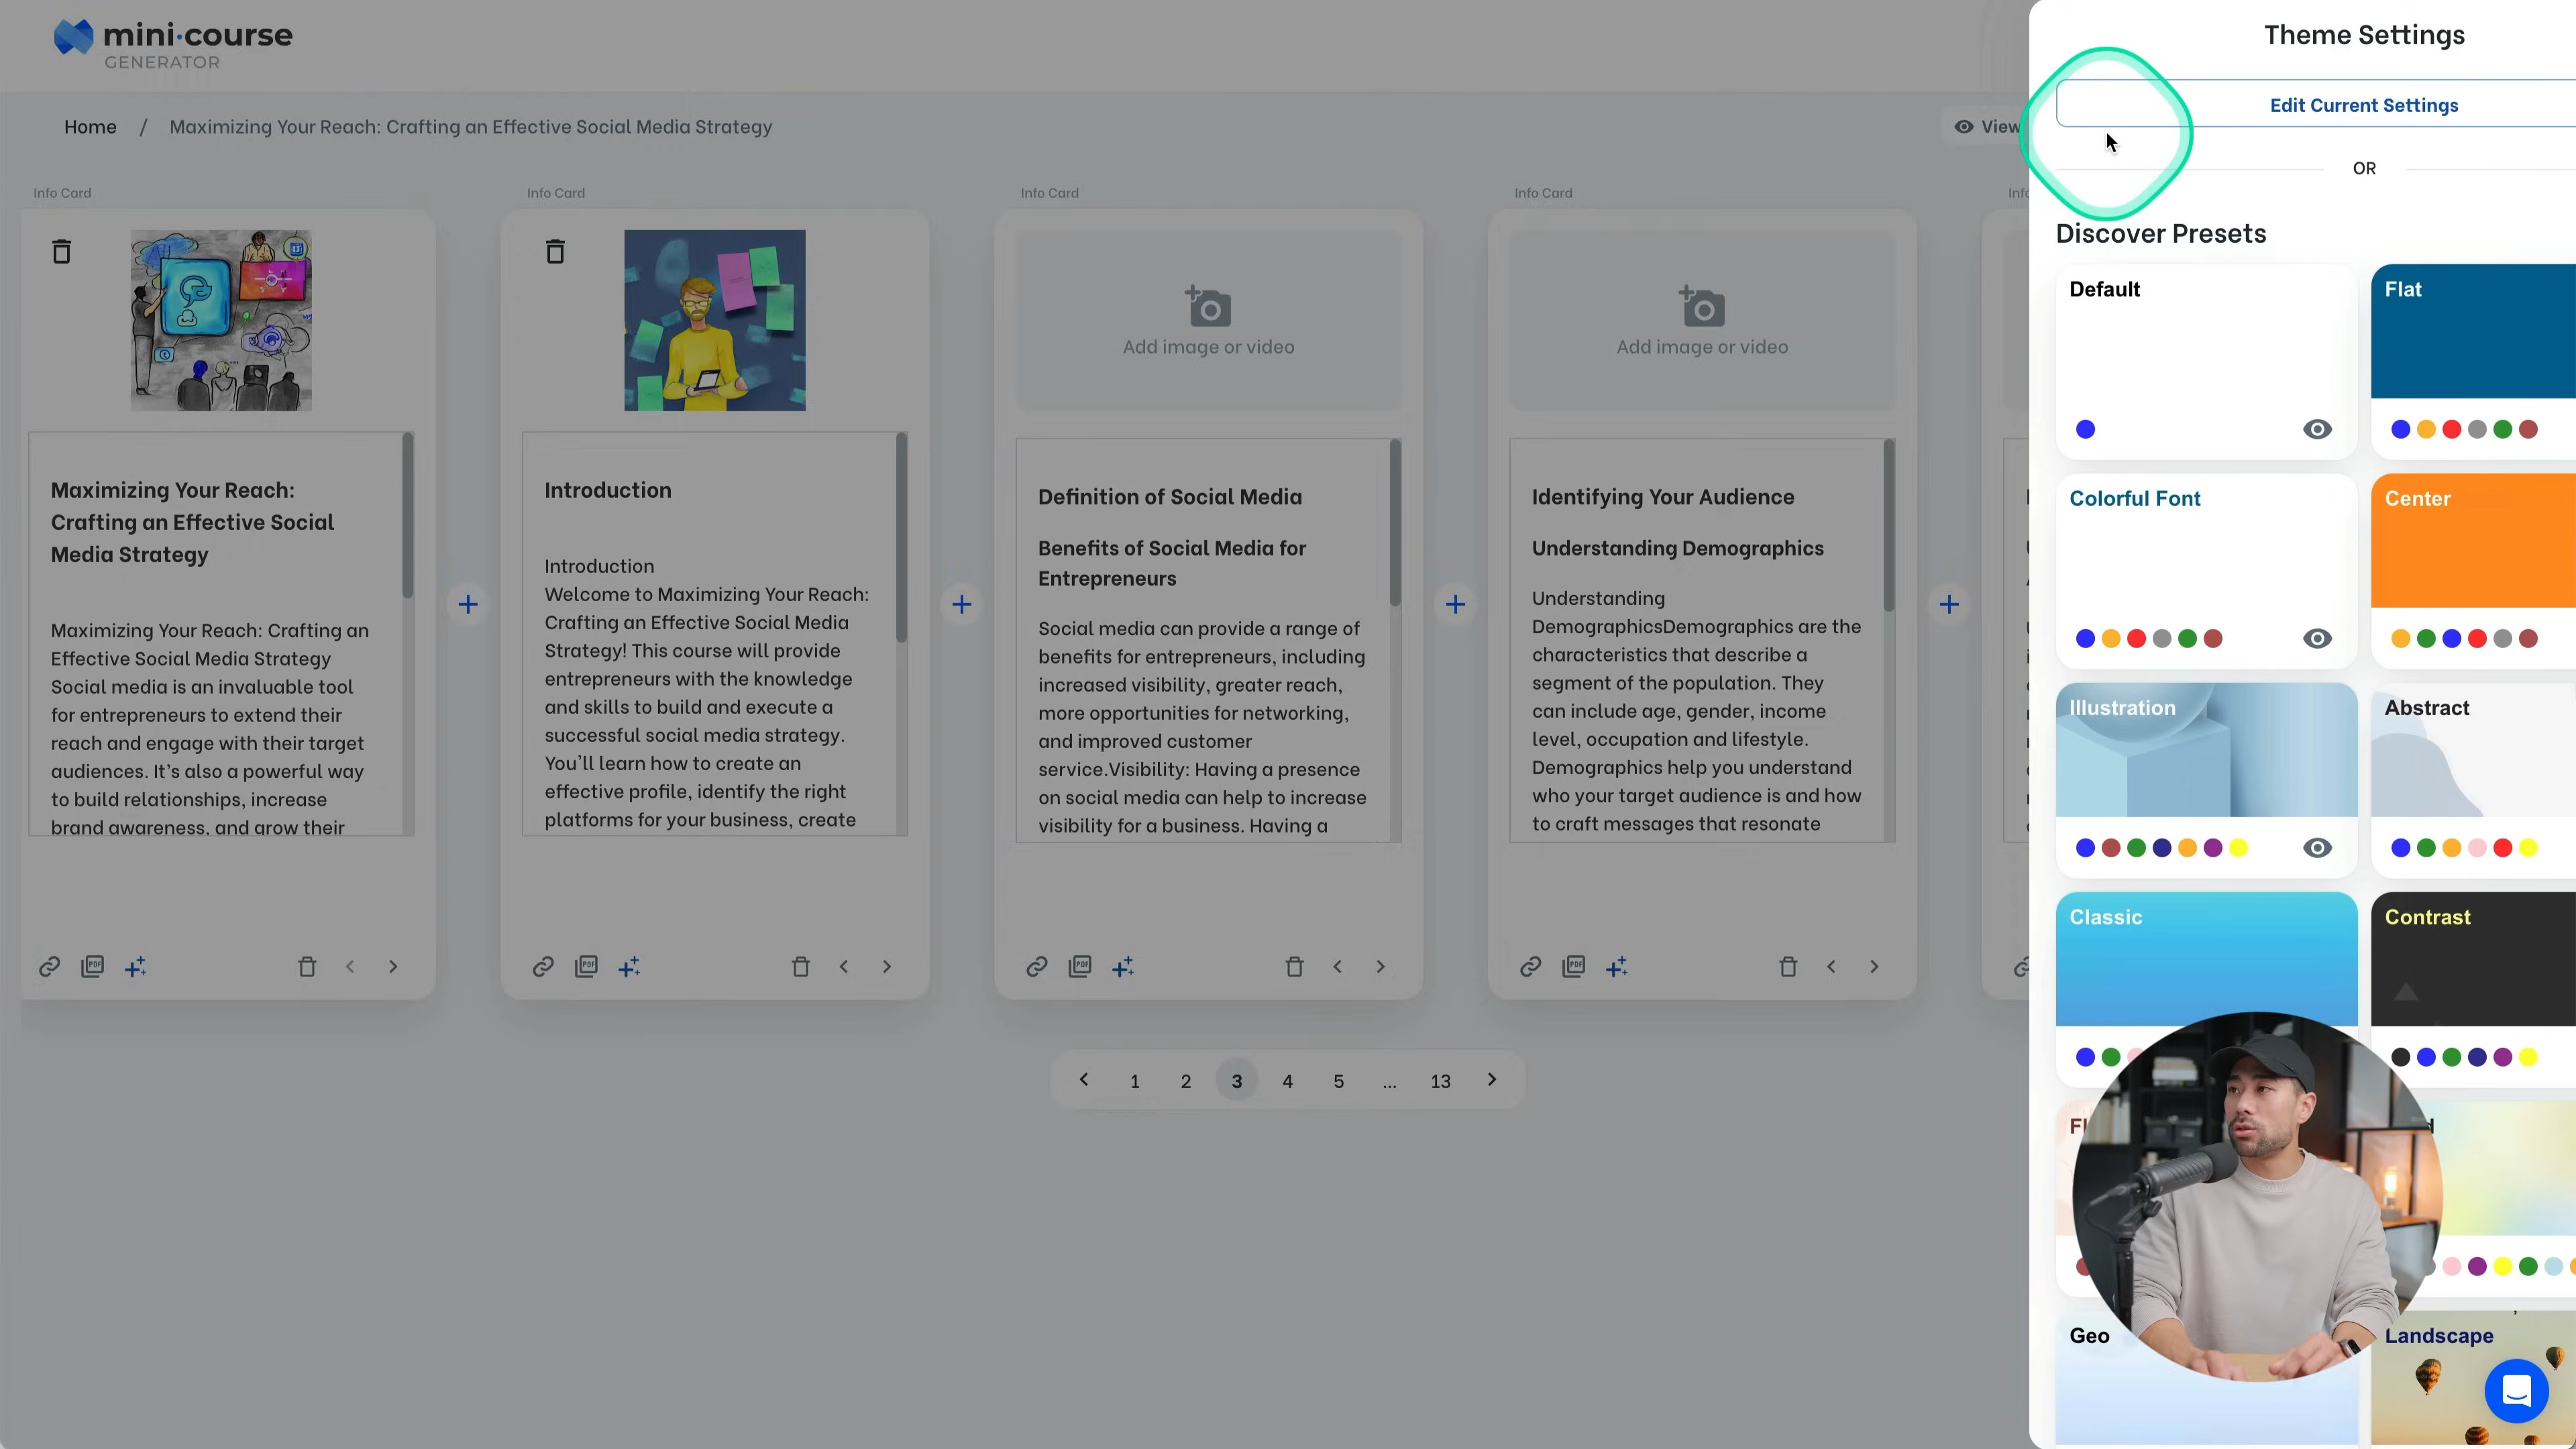 mini·course
GENERATOR
Home / Maximizing Your Reach: Crafting an Effective Social Media Strategy
View
Info Card
Maximizing Your Reach:
Crafting an Effective Social
Media Strategy
Maximizing Your Reach: Crafting an
Effective Social Media Strategy
Social media is an invaluable tool
for entrepreneurs to extend their
reach and engage with their target
audiences. It's also a powerful way
to build relationships, increase
brand awareness, and grow their
PDF
Info Card
Introduction
Introduction
Welcome to Maximizing Your Reach:
Crafting an Effective Social Media
Strategy! This course will provide
entrepreneurs with the knowledge
and skills to build and execute a
successful social media strategy.
You'll learn how to create an
effective profile, identify the right
platforms for your business, create
PDF
Info Card
Add image or video
Definition of Social Media
Benefits of Social Media for
Entrepreneurs
Social media can provide a range of
benefits for entrepreneurs, including
increased visibility, greater reach,
more opportunities for networking,
and improved customer
service.Visibility: Having a presence
on social media can help to increase
visibility for a business. Having a
PDF
Info Card
Add image or video
Identifying Your Audience
Understanding Demographics
Understanding
DemographicsDemographics are the
characteristics that describe a
segment of the population. They
can include age, gender, income
level, occupation and lifestyle.
Demographics help you understand
who your target audience is and how
to craft messages that resonate
PDF
1 2 3 4 5 ... 13
Theme Settings
Edit Current Settings
OR
Discover Presets
Default
Flat
Colorful Font
Center
Illustration
Abstract
Classic
Contrast
Geo
Landscape